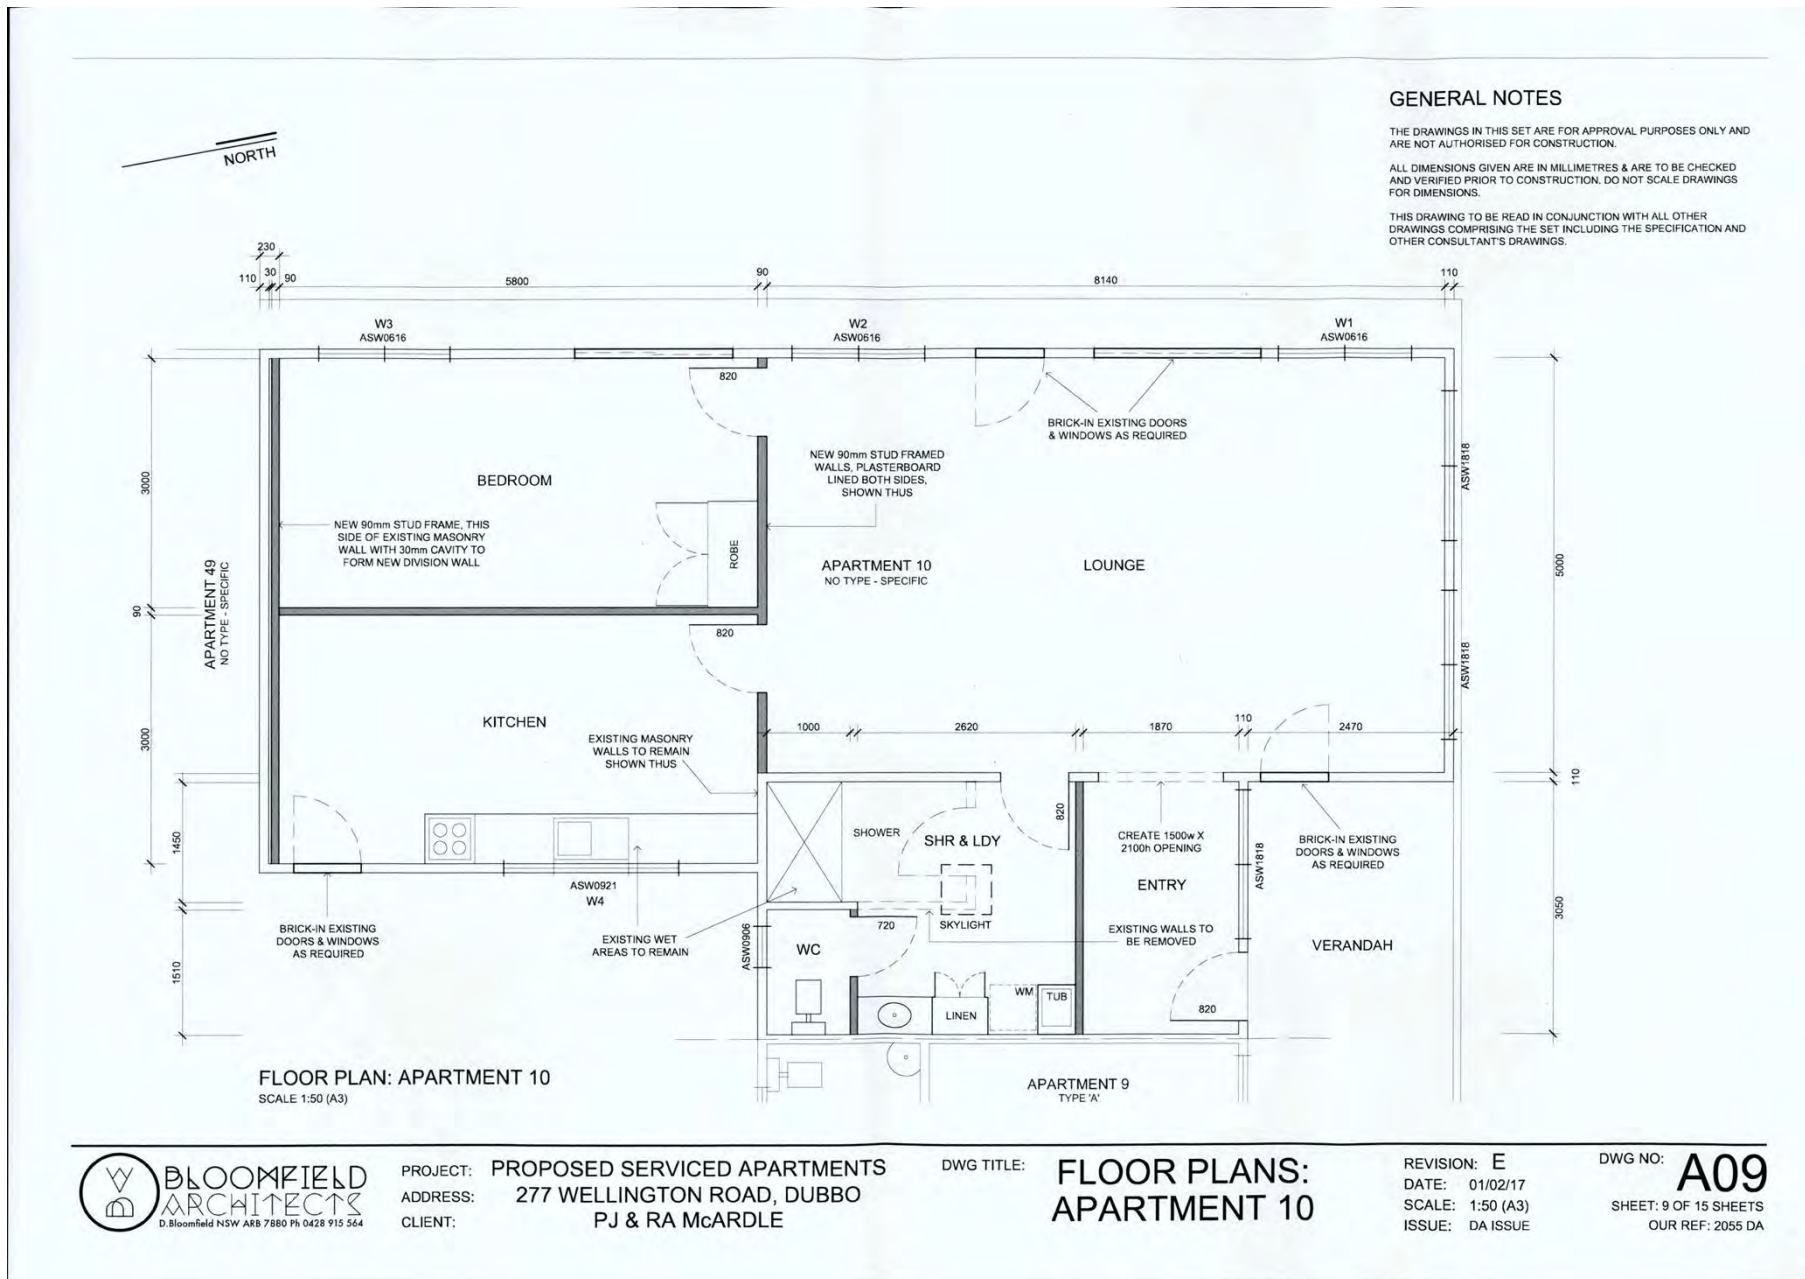 GENERAL NOTES
THE DRAWINGS IN THIS SET ARE FOR APPROVAL PURPOSES ONLY AND
ARE NOT AUTHORISED FOR CONSTRUCTION.
ALL DIMENSIONS GIVEN ARE IN MILLIMETRES & ARE TO BE CHECKED
AND VERIFIED PRIOR TO CONSTRUCTION. DO NOT SCALE DRAWINGS
FOR DIMENSIONS.
THIS DRAWING TO BE READ IN CONJUNCTION WITH ALL OTHER
DRAWINGS COMPRISING THE SET INCLUDING THE SPECIFICATION AND
OTHER CONSULTANT'S DRAWINGS.
NORTH
230
110 30 90
5800
90
8140
110
W3
ASW0616
W2
ASW0616
W1
ASW0616
820
BRICK-IN EXISTING DOORS
& WINDOWS AS REQUIRED
3000
BEDROOM
NEW 90mm STUD FRAMED
WALLS, PLASTERBOARD
LINED BOTH SIDES,
SHOWN THUS
ASW1818
NEW 90mm STUD FRAME, THIS
SIDE OF EXISTING MASONRY
WALL WITH 30mm CAVITY TO
FORM NEW DIVISION WALL
ROBE
APARTMENT 10
NO TYPE - SPECIFIC
LOUNGE
5000
APARTMENT 49
NO TYPE - SPECIFIC
90
820
ASW1818
3000
KITCHEN
EXISTING MASONRY
WALLS TO REMAIN
SHOWN THUS
1000
2620
1870
110
2470
110
1450
SHOWER
SHR & LDY
820
CREATE 1500w X
2100h OPENING
BRICK-IN EXISTING
DOORS & WINDOWS
AS REQUIRED
ASW1818
ENTRY
ASW0921
W4
3050
BRICK-IN EXISTING
DOORS & WINDOWS
AS REQUIRED
EXISTING WET
AREAS TO REMAIN
ASW0906
WC
720
SKYLIGHT
EXISTING WALLS TO
BE REMOVED
VERANDAH
1510
WM
TUB
LINEN
820
FLOOR PLAN: APARTMENT 10
SCALE 1:50 (A3)
APARTMENT 9
TYPE 'A'
BLOOMFIELD
ARCHITECTS
D.Bloomfield NSW ARB 7880 Ph 0428 915 564
PROJECT: PROPOSED SERVICED APARTMENTS
ADDRESS: 277 WELLINGTON ROAD, DUBBO
CLIENT: PJ & RA McARDLE
DWG TITLE: FLOOR PLANS:
APARTMENT 10
REVISION: E
DATE: 01/02/17
SCALE: 1:50 (A3)
ISSUE: DA ISSUE
DWG NO: A09
SHEET: 9 OF 15 SHEETS
OUR REF: 2055 DA